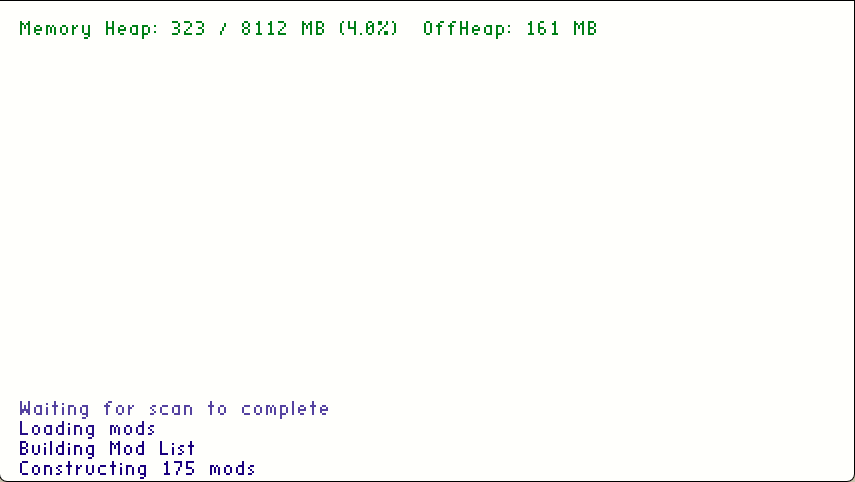 Memory Heap: 323 / 8112 MB (4.0%)  OffHeap: 161 MB
Waiting for scan to complete
Loading mods
Building Mod List
Constructing 175 mods